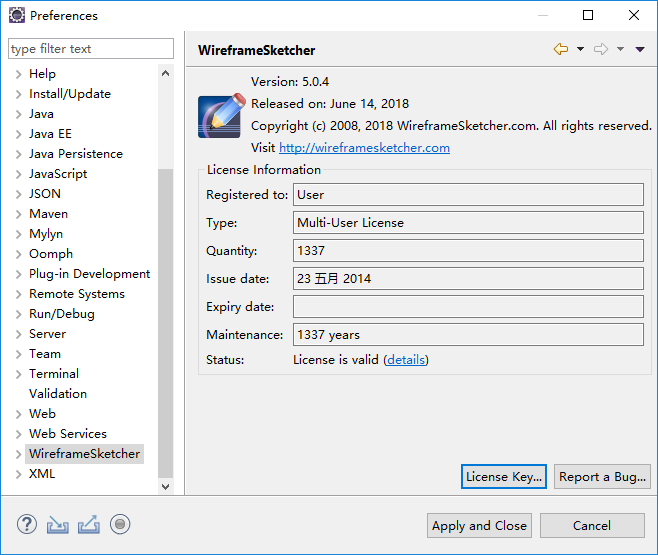 Preferences
type filter text
Help
Install/Update
Java
Java EE
Java Persistence
JavaScript
JSON
Maven
Mylyn
Oomph
Plug-in Development
Remote Systems
Run/Debug
Server
Team
Terminal
Validation
Web
Web Services
WireframeSketcher
XML
WireframeSketcher
Version: 5.0.4
Released on: June 14, 2018
Copyright (c) 2008, 2018 WireframeSketcher.com. All rights reserved.
Visit http://wireframesketcher.com
License Information
Registered to: User
Type: Multi-User License
Quantity: 1337
Issue date: 23 五月 2014
Expiry date:
Maintenance: 1337 years
Status: License is valid (details)
License Key... Report a Bug...
? Apply and Close Cancel